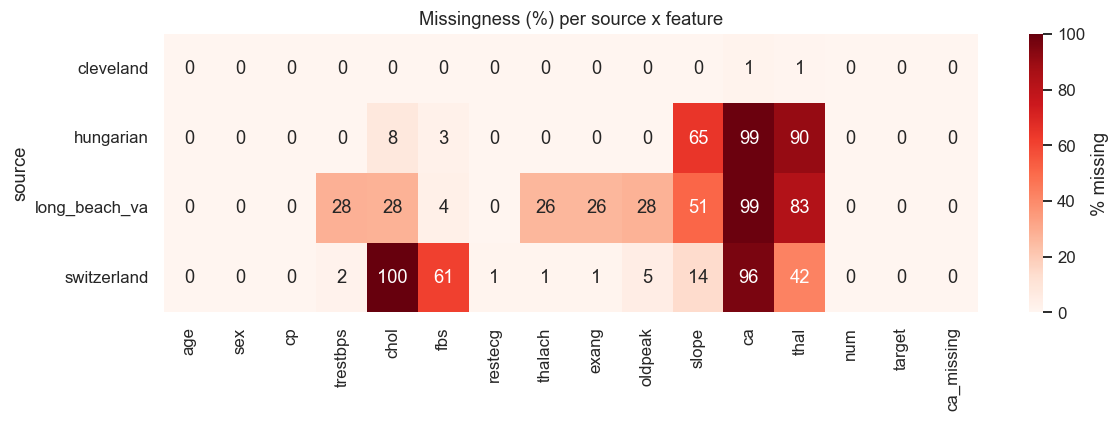 Missingness (%) per source x feature
source
cleveland 0 0 0 0 0 0 0 0 0 0 0 1 1 0 0 0
hungarian 0 0 0 0 8 3 0 0 0 0 65 99 90 0 0 0
long_beach_va 0 0 0 28 28 4 0 26 26 28 51 99 83 0 0 0
switzerland 0 0 0 2 100 61 1 1 1 5 14 96 42 0 0 0
age sex cp trestbps chol fbs restecg thalach exang oldpeak slope ca thal num target ca_missing
100
80
60
40
20
0
% missing